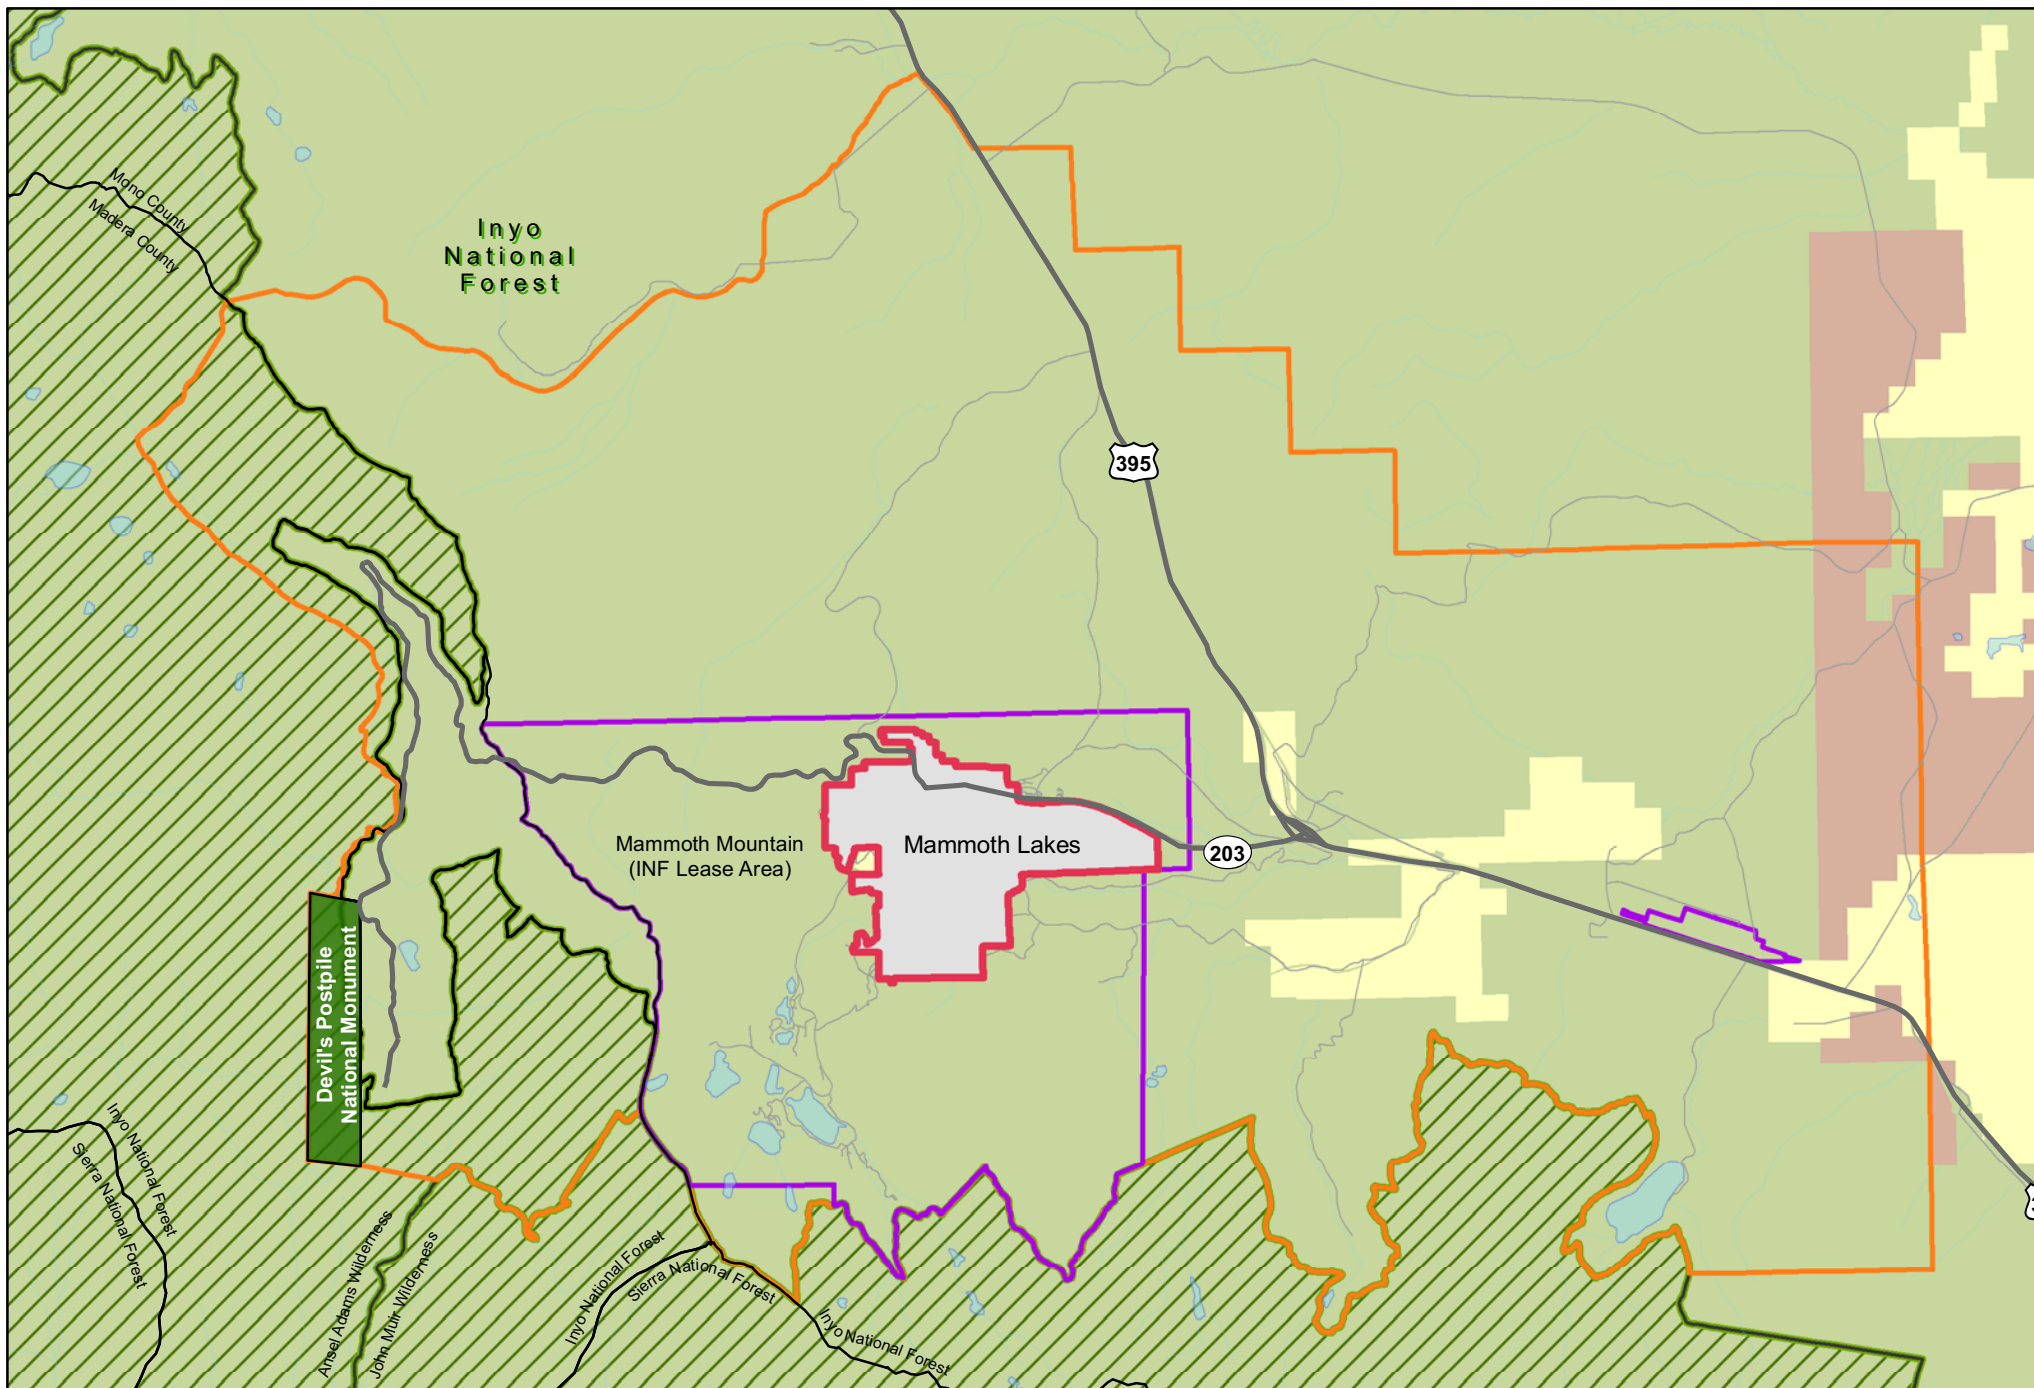 Mono County
Madera County
Inyo
National
Forest
395
Mammoth Mountain
(INF Lease Area)
Mammoth Lakes
203
Devil's Postpile
National Monument
Inyo National Forest
Sierra National Forest
Ansel Adams Wilderness
John Muir Wilderness
Inyo National Forest
Sierra National Forest
Inyo National Forest